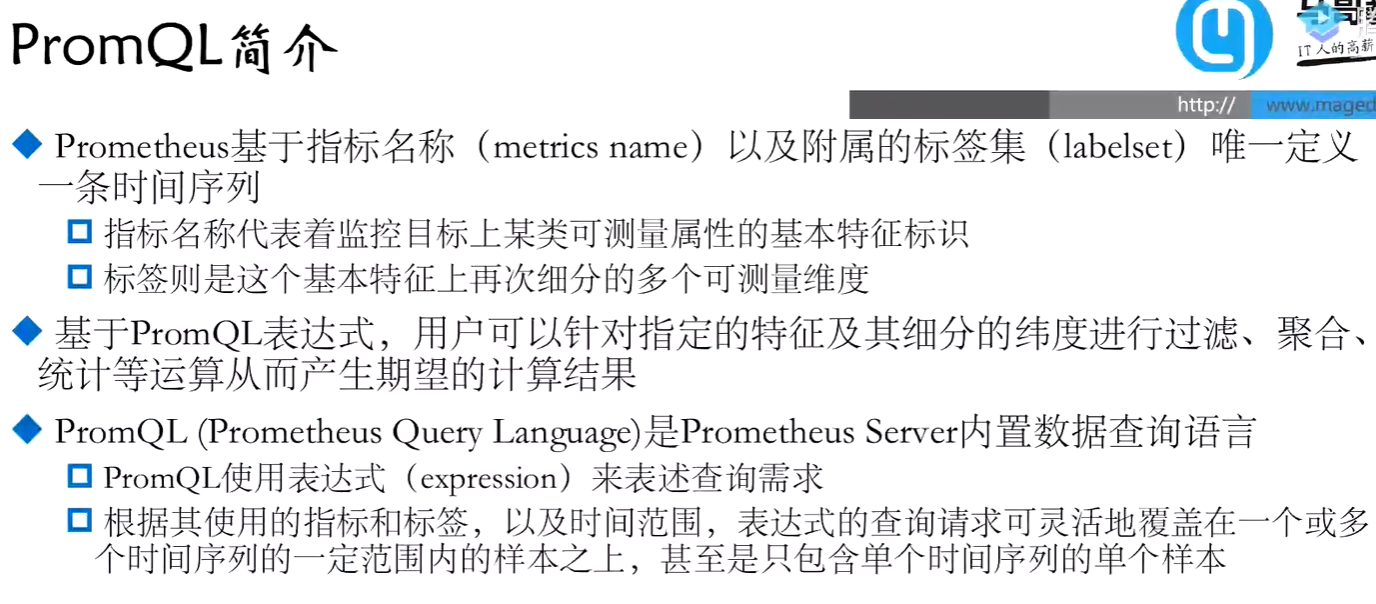 PromQL简介
IT人的高薪
http:// www.maged
Prometheus基于指标名称（metrics name）以及附属的标签集（labelset）唯一定义
一条时间序列
指标名称代表着监控目标上某类可测量属性的基本特征标识
标签则是这个基本特征上再次细分的多个可测量维度
基于PromQL表达式，用户可以针对指定的特征及其细分的纬度进行过滤、聚合、
统计等运算从而产生期望的计算结果
PromQL (Prometheus Query Language)是Prometheus Server内置数据查询语言
PromQL使用表达式（expression）来表述查询需求
根据其使用的指标和标签，以及时间范围，表达式的查询请求可灵活地覆盖在一个或多
个时间序列的一定范围内的样本之上，甚至是只包含单个时间序列的单个样本